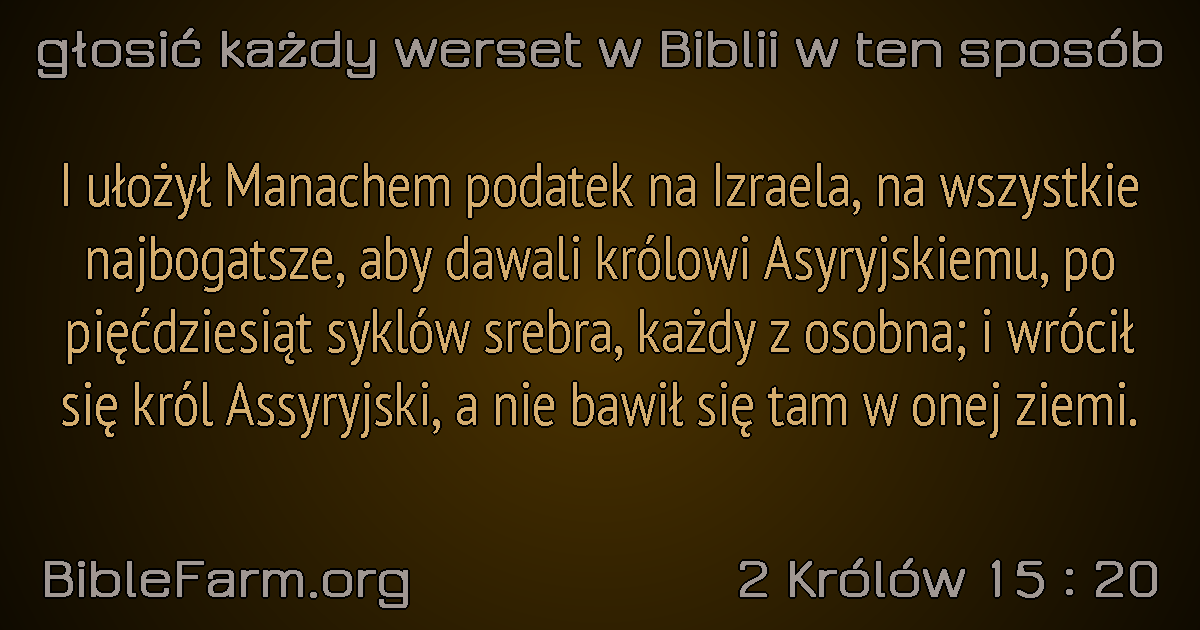 głosić każdy werset w Biblii w ten sposób
I ułożył Manachem podatek na Izraela, na wszystkie
najbogatsze, aby dawali królowi Asyryjskiemu, po
pięćdziesiąt syklów srebra, każdy z osobna; i wrócił
się król Assyryjski, a nie bawił się tam w onej ziemi.
BibleFarm.org
2 Królów 15 : 20